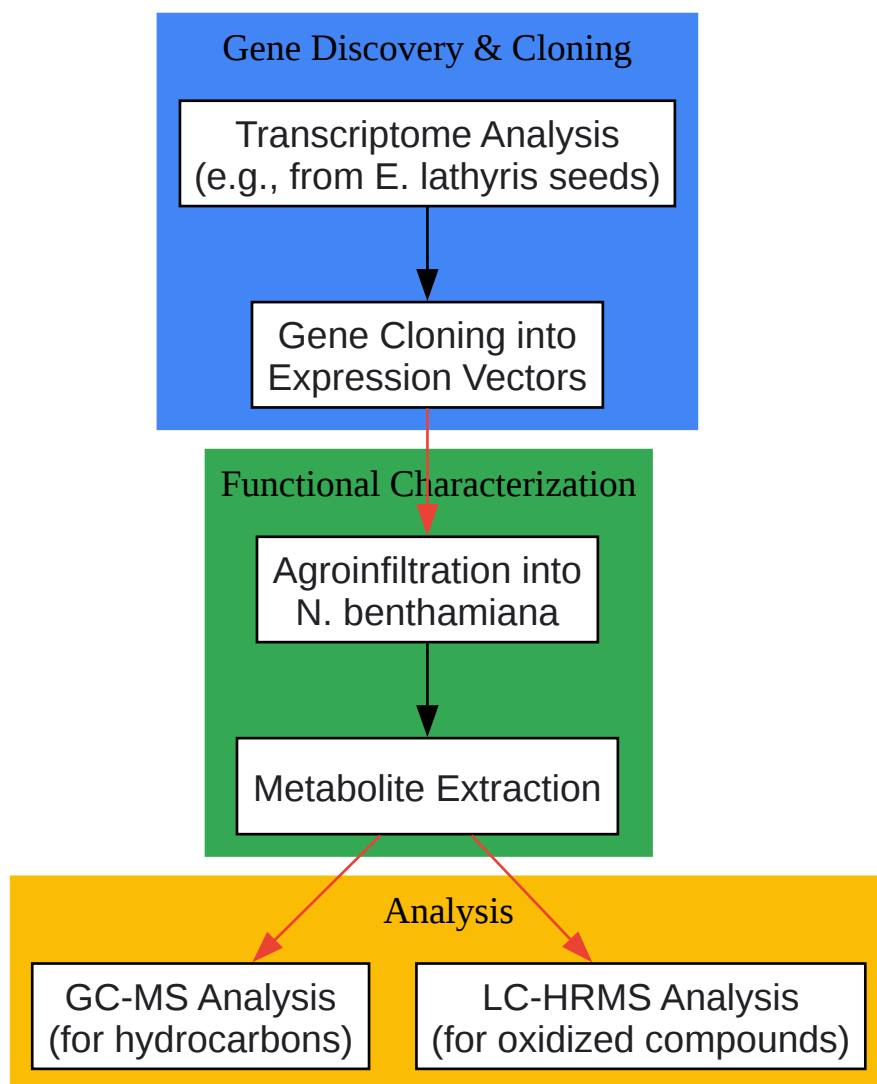 Gene Discovery & Cloning
Transcriptome Analysis
(e.g., from E. lathyris seeds)
Gene Cloning into
Expression Vectors
Functional Characterization
Agroinfiltration into
N. benthamiana
Metabolite Extraction
Analysis
GC-MS Analysis
(for hydrocarbons)
LC-HRMS Analysis
(for oxidized compounds)